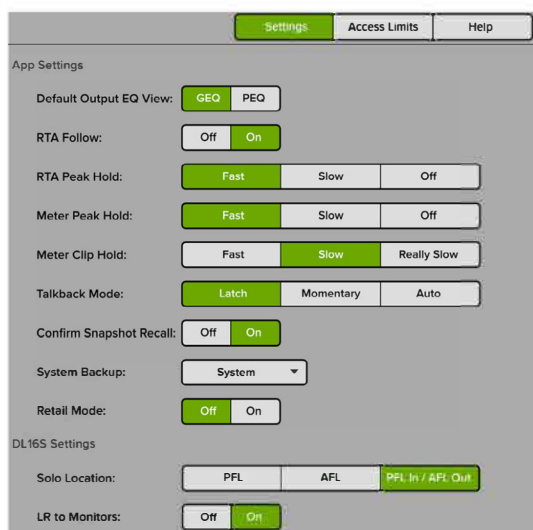 Settings Access Limits Help
App Settings
Default Output EQ View: GEQ PEQ
RTA Follow: Off On
RTA Peak Hold: Fast Slow Off
Meter Peak Hold: Fast Slow Off
Meter Clip Hold: Fast Slow Really Slow
Talkback Mode: Latch Momentary Auto
Confirm Snapshot Recall: Off On
System Backup: System
Retail Mode: Off On
DL16S Settings
Solo Location: PFL AFL PFL In / AFL Out
LR to Monitors: Off On